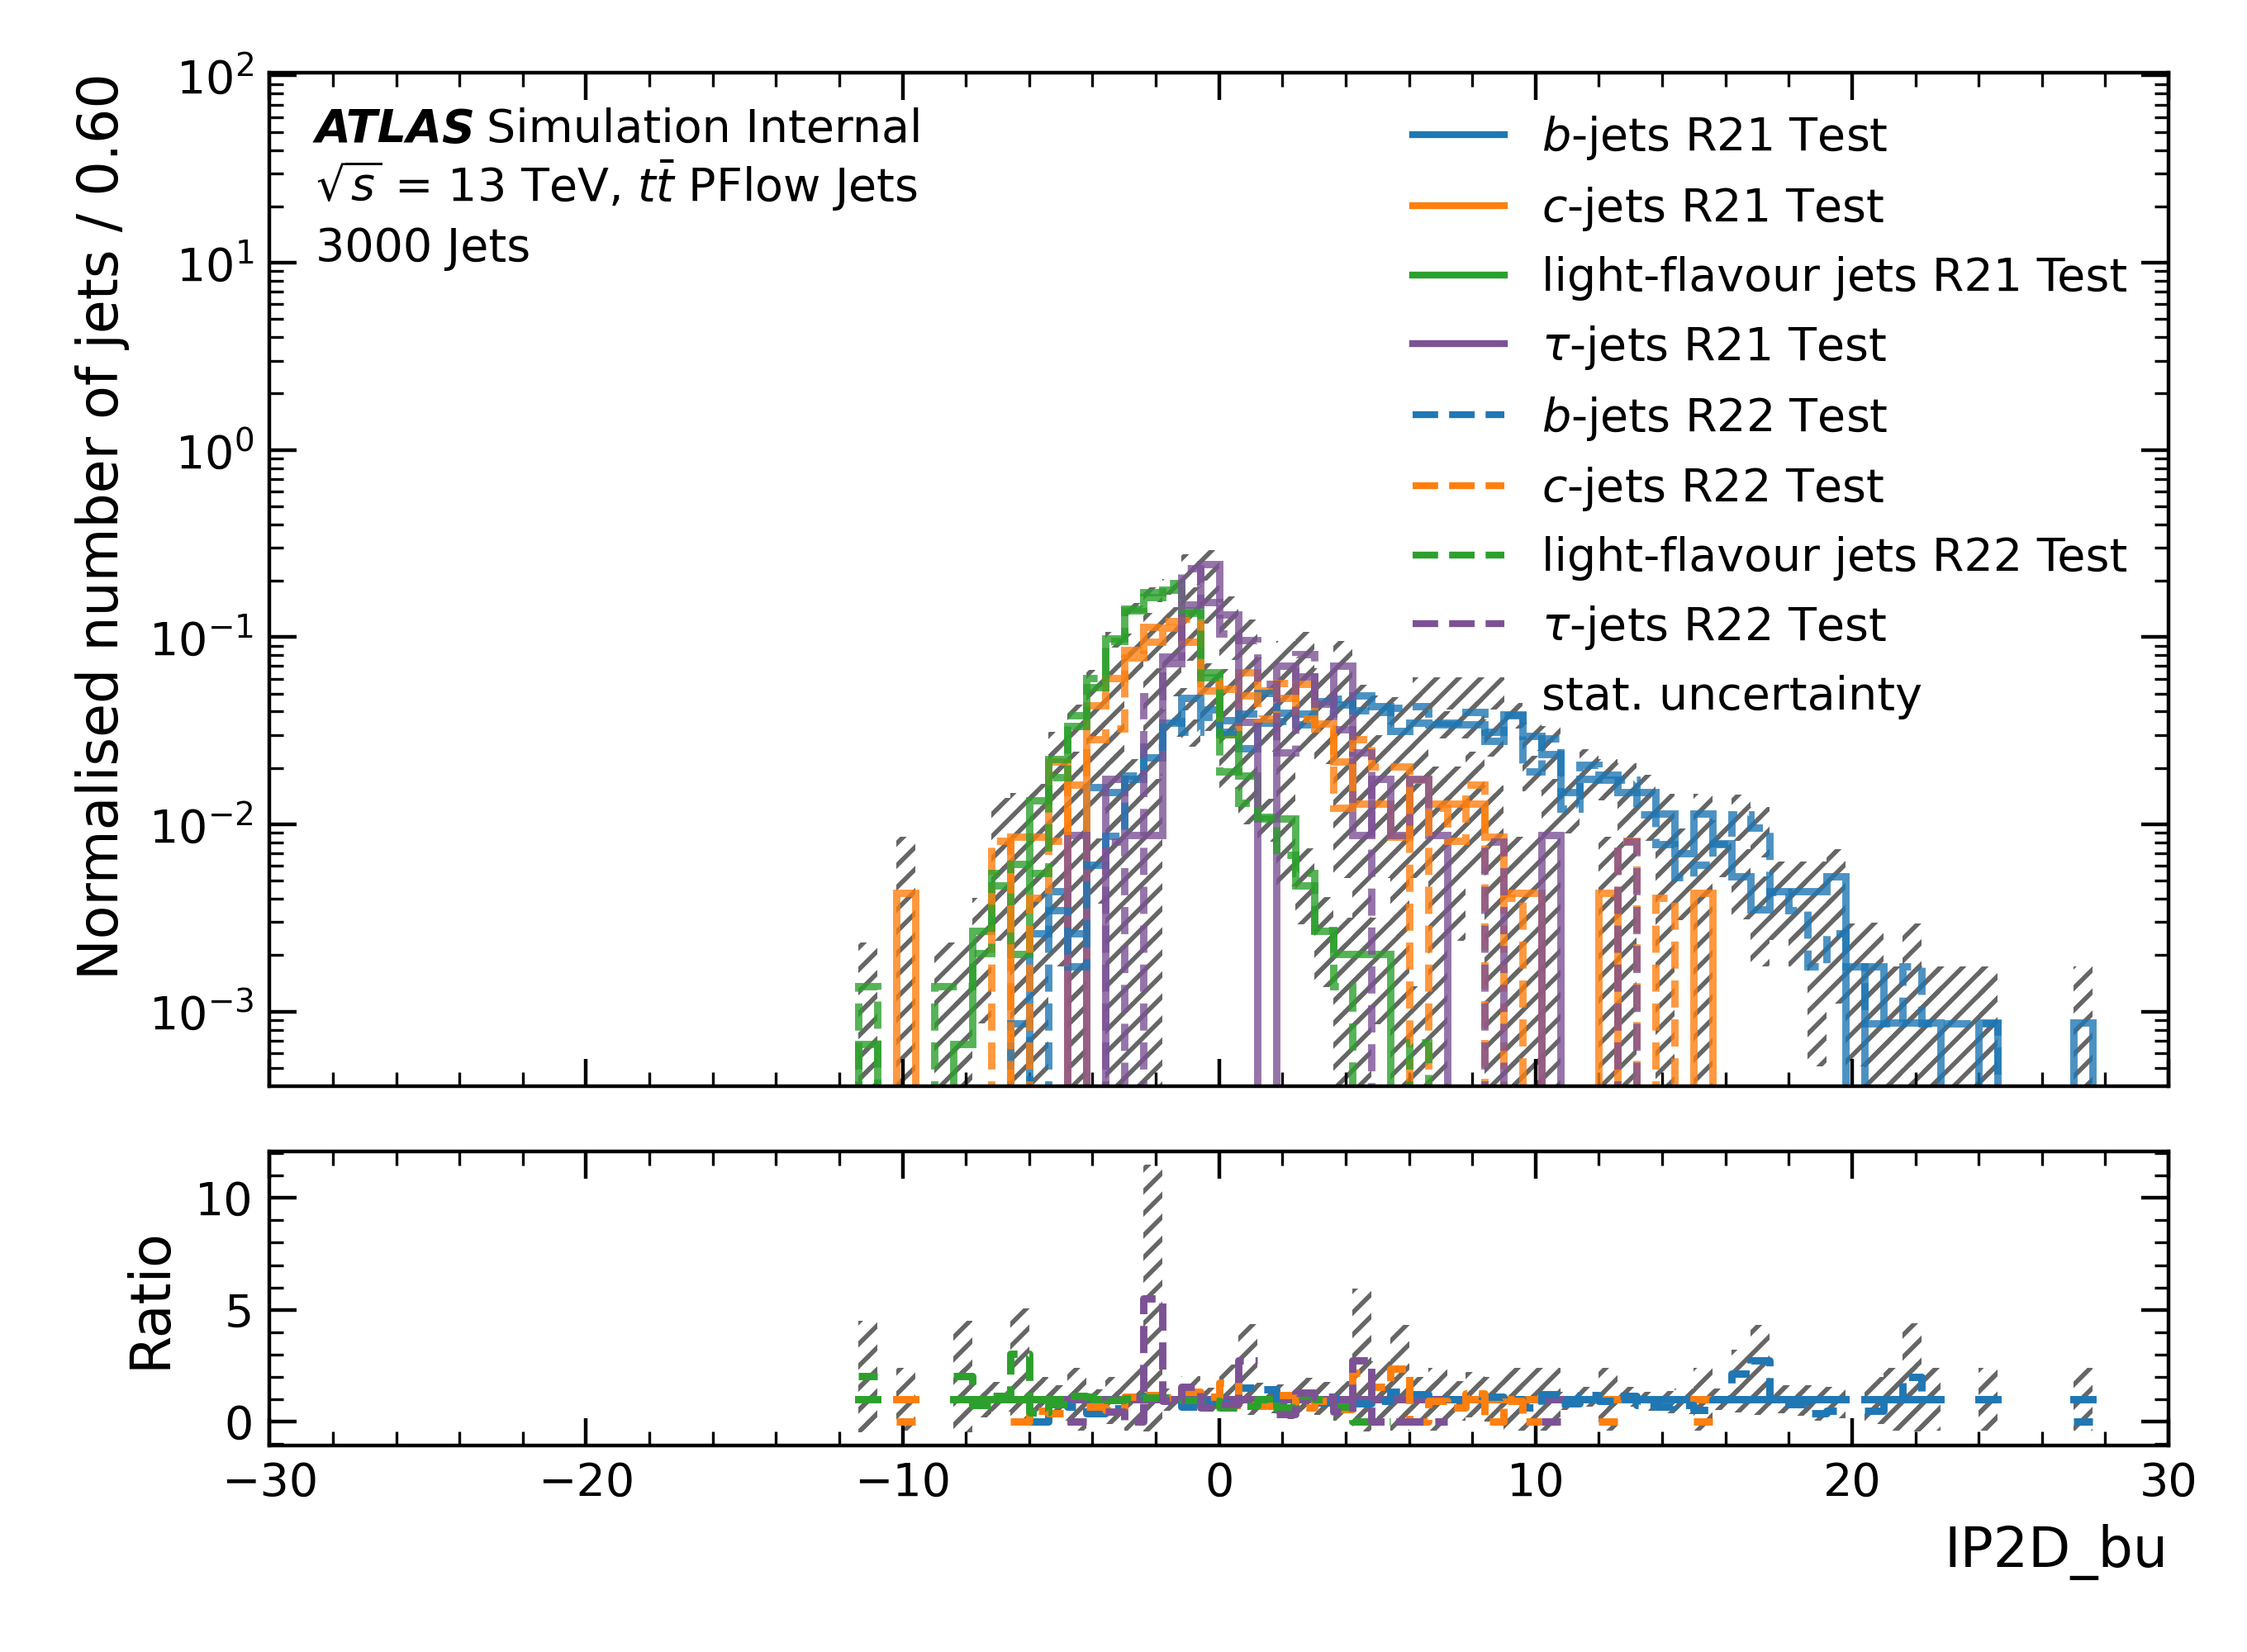 ATLAS Simulation Internal
√s = 13 TeV, tt̄ PFlow Jets
3000 Jets
b-jets R21 Test
c-jets R21 Test
light-flavour jets R21 Test
τ-jets R21 Test
b-jets R22 Test
c-jets R22 Test
light-flavour jets R22 Test
τ-jets R22 Test
stat. uncertainty
Normalised number of jets / 0.60
10²
10¹
10⁰
10⁻¹
10⁻²
10⁻³
Ratio
10
5
0
−30 −20 −10 0 10 20 30
IP2D_bu